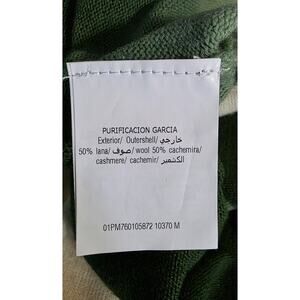 PURIFICACION GARCIA
Exterior/ Outershell/ خارجي/
50% lana/ صوف/ wool 50% cachemira/
cashmere/ cachemir/ الكشمير
01PM760105872 10370 M